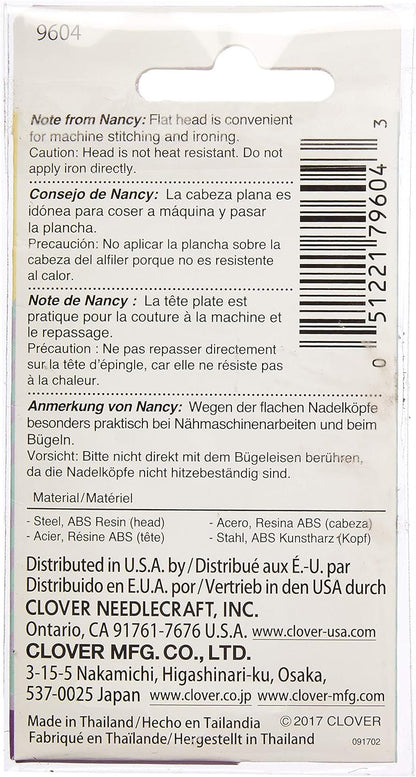 9604
Note from Nancy: Flat head is convenient
for machine stitching and ironing.
Caution: Head is not heat resistant. Do not
apply iron directly.
Consejo de Nancy: La cabeza plana es
idónea para coser a máquina y pasar
la plancha.
Precaución: No aplicar la plancha sobre la
cabeza del alfiler porque no es resistente
al calor.
Note de Nancy : La tête plate est
pratique pour la couture à la machine et
le repassage.
Précaution : Ne pas repasser directement
sur la tête d'épingle, car elle ne résiste pas
à la chaleur.
Anmerkung von Nancy: Wegen der flachen Nadelköpfe
besonders praktisch bei Nähmaschinenarbeiten und beim
Bügeln.
Vorsicht: Bitte nicht direkt mit dem Bügeleisen berühren,
da die Nadelköpfe nicht hitzebeständig sind.
0 51221 79604 3
Material/Matériel
- Steel, ABS Resin (head)
- Acier, Résine ABS (tête)
- Acero, Resina ABS (cabeza)
- Stahl, ABS Kunstharz (Kopf)
Distributed in U.S.A. by/Distribué aux É.-U. par
Distribuido en E.U.A. por/Vertrieb in den USA durch
CLOVER NEEDLECRAFT, INC.
Ontario, CA 91761-7676 U.S.A. www.clover-usa.com
CLOVER MFG. CO., LTD.
3-15-5 Nakamichi, Higashinari-ku, Osaka,
537-0025 Japan www.clover.co.jp www.clover-mfg.com
Made in Thailand/Hecho en Tailandia
Fabriqué en Thaïlande/Hergestellt in Thailand
© 2017 CLOVER
091702